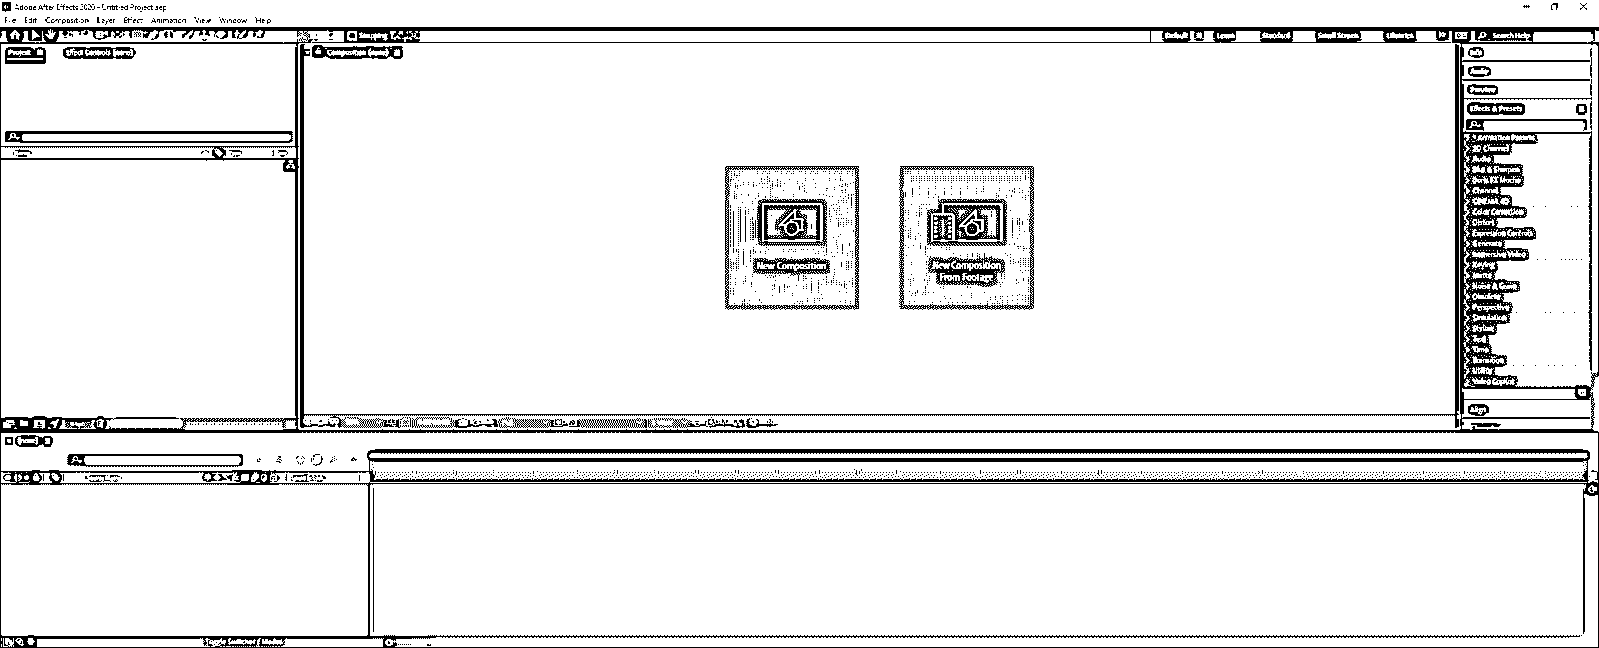 Adobe After Effects 2020 - Untitled Project.aep
File Edit Composition Layer Effect Animation View Window Help
Snapping
Default Learn Standard Small Screen Libraries Search Help
Project Effect Controls (none)
Composition (none)
Info
Audio
Preview
Effects & Presets
* Animation Presets
3D Channel
Audio
Blur & Sharpen
Boris FX Mocha
Channel
CINEMA 4D
Color Correction
Distort
Expression Controls
Generate
Immersive Video
Keying
Matte
Noise & Grain
Obsolete
Perspective
Simulation
Stylize
Text
Time
Transition
Utility
Video Copilot
Align
New Composition
New Composition
From Footage
(none)
Toggle Switches / Modes